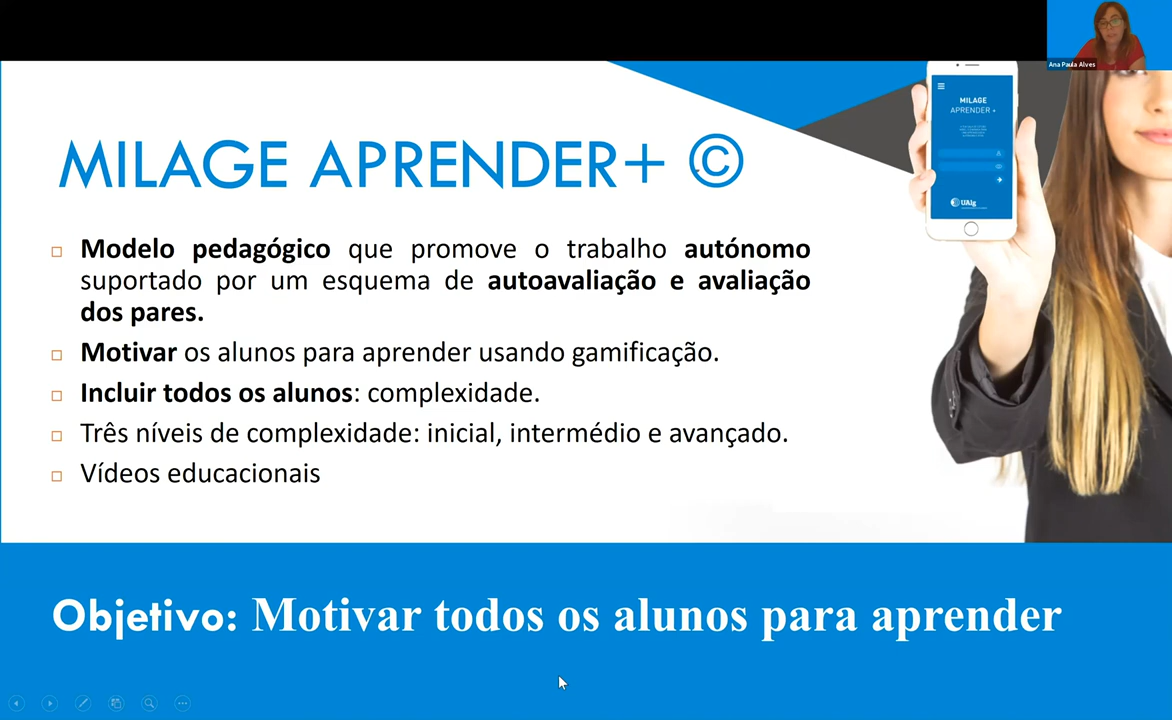 Ana Paula Alves
MILAGE
APRENDER +
UAlg
MILAGE APRENDER+ ©
Modelo pedagógico que promove o trabalho autónomo
suportado por um esquema de autoavaliação e avaliação
dos pares.
Motivar os alunos para aprender usando gamificação.
Incluir todos os alunos: complexidade.
Três níveis de complexidade: inicial, intermédio e avançado.
Vídeos educacionais
Objetivo: Motivar todos os alunos para aprender